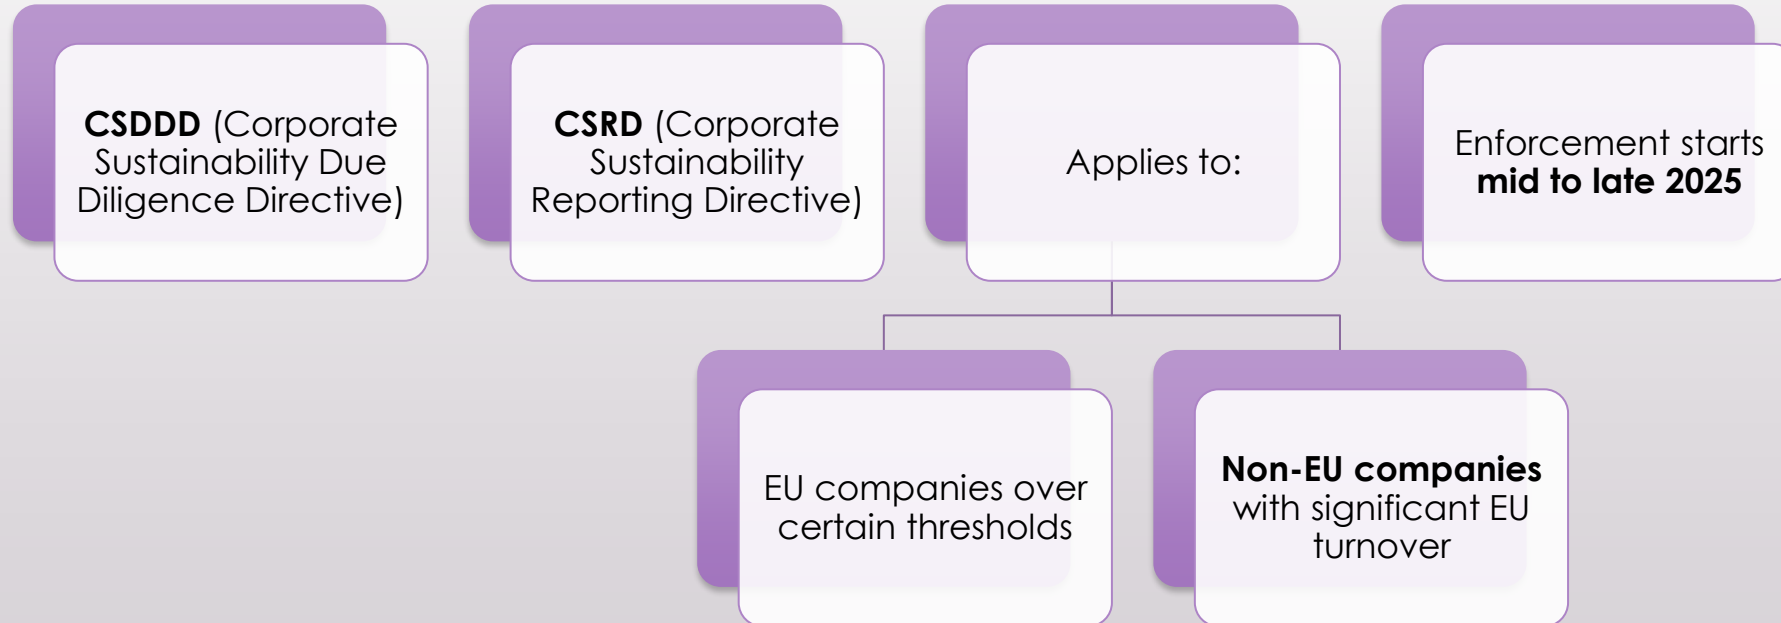 CSDDD (Corporate
Sustainability Due
Diligence Directive)
CSRD (Corporate
Sustainability
Reporting Directive)
Applies to:
Enforcement starts
mid to late 2025
EU companies over
certain thresholds
Non-EU companies
with significant EU
turnover